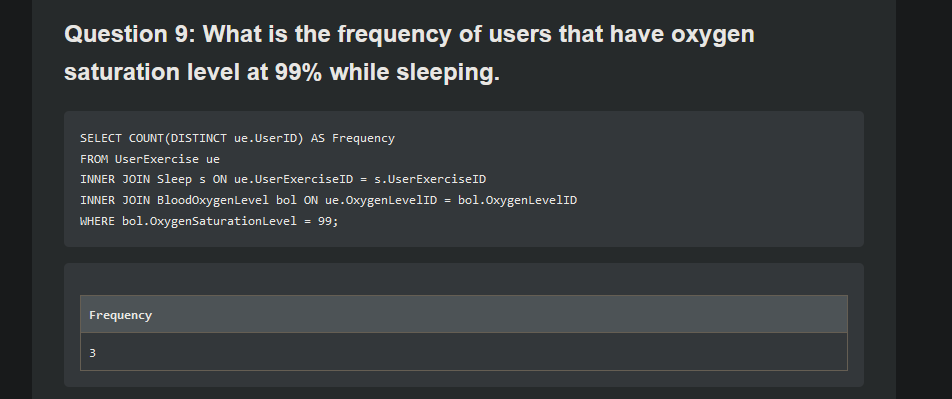 Question 9: What is the frequency of users that have oxygen
saturation level at 99% while sleeping.
SELECT COUNT(DISTINCT ue.UserID) AS Frequency
FROM UserExercise ue
INNER JOIN Sleep s ON ue.UserExerciseID = s.UserExerciseID
INNER JOIN BloodOxygenLevel bol ON ue.OxygenLevelID = bol.OxygenLevelID
WHERE bol.OxygenSaturationLevel = 99;
Frequency
3